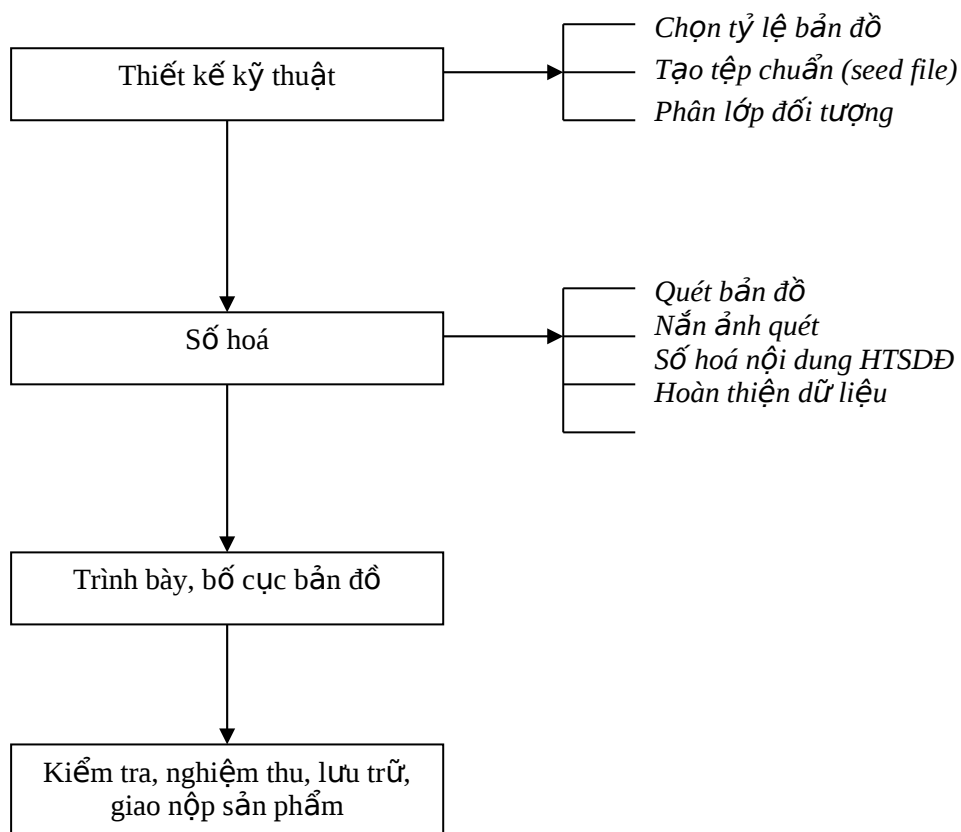 Thiết kế kỹ thuật
Chọn tỷ lệ bản đồ
Tạo tệp chuẩn (seed file)
Phân lớp đối tượng
Số hoá
Quét bản đồ
Nắn ảnh quét
Số hoá nội dung HTSDĐ
Hoàn thiện dữ liệu
Trình bày, bố cục bản đồ
Kiểm tra, nghiệm thu, lưu trữ,
giao nộp sản phẩm